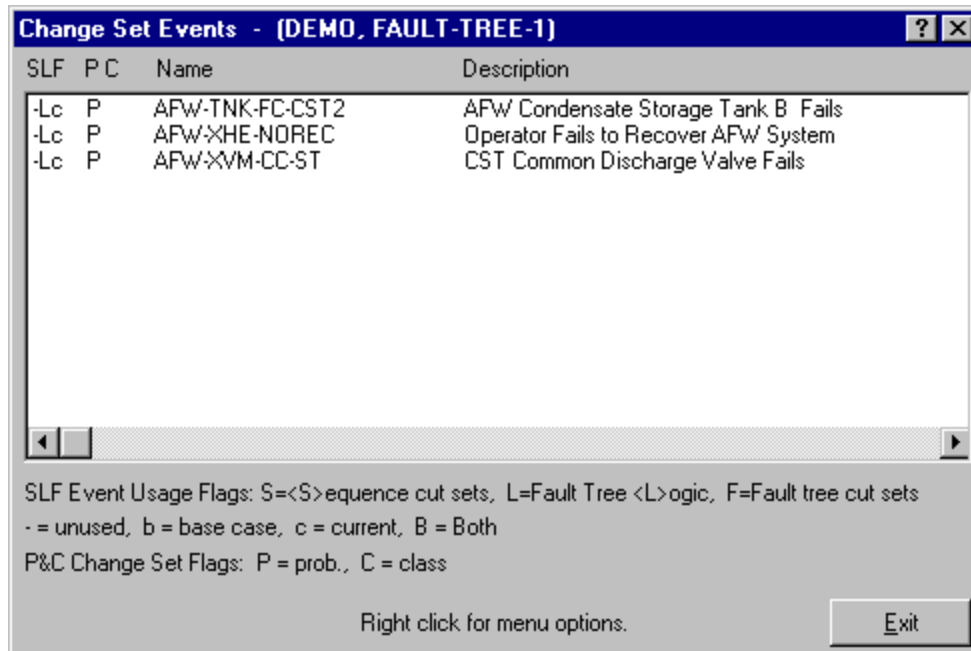 Change Set Events - (DEMO, FAULT-TREE-1)
SLF P C Name Description
-Lc P AFW-TNK-FC-CST2 AFW Condensate Storage Tank B Fails
-Lc P AFW-XHE-NOREC Operator Fails to Recover AFW System
-Lc P AFW-XVM-CC-ST CST Common Discharge Valve Fails
SLF Event Usage Flags: S=<S>equence cut sets, L=Fault Tree <L>ogic, F=Fault tree cut sets
- = unused, b = base case, c = current, B = Both
P&C Change Set Flags: P = prob., C = class
Right click for menu options.
Exit